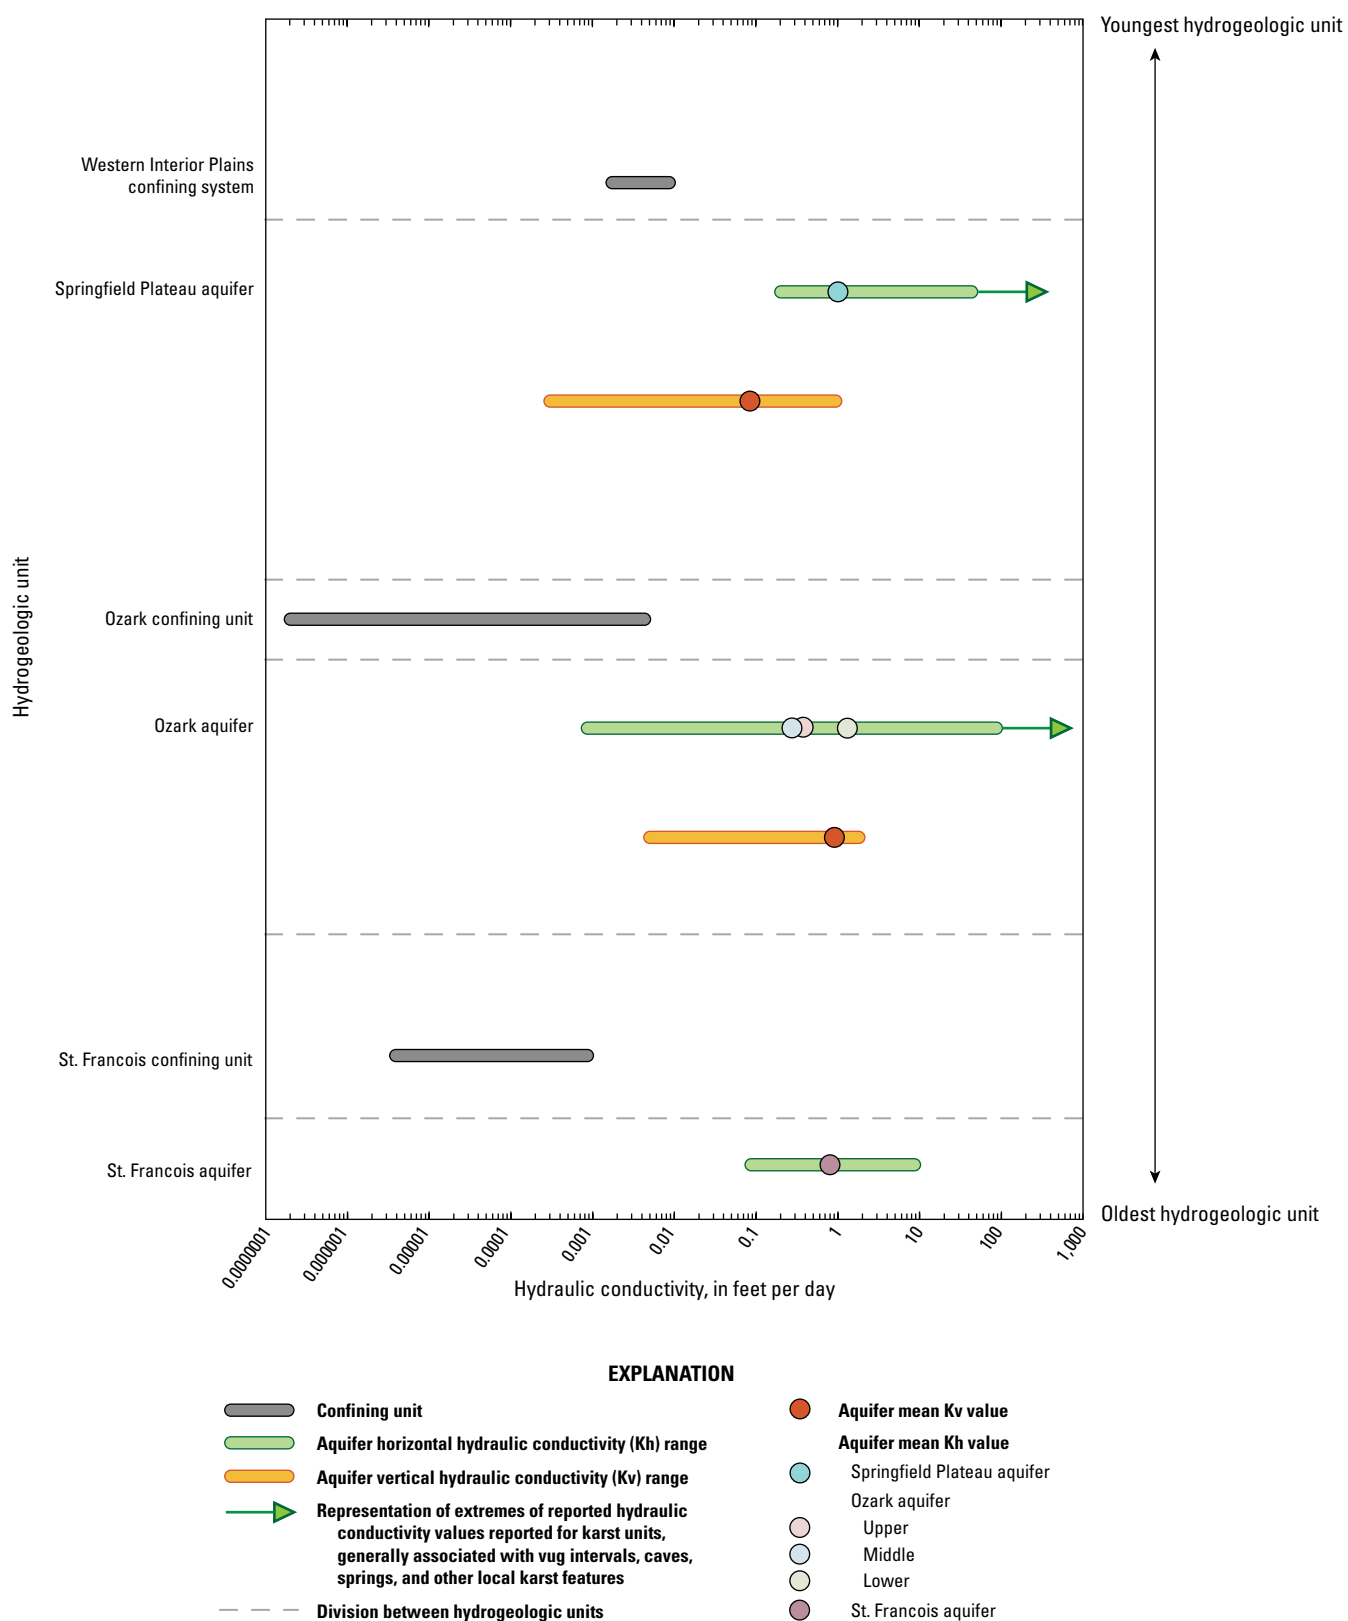 Youngest hydrogeologic unit
Western Interior Plains
confining system
Springfield Plateau aquifer
Ozark confining unit
Ozark aquifer
St. Francois confining unit
St. Francois aquifer
Hydrogeologic unit
Oldest hydrogeologic unit
0.0000001
0.000001
0.00001
0.0001
0.001
0.01
0.1
1
10
100
1,000
Hydraulic conductivity, in feet per day
EXPLANATION
Confining unit
Aquifer horizontal hydraulic conductivity (Kh) range
Aquifer vertical hydraulic conductivity (Kv) range
Representation of extremes of reported hydraulic
conductivity values reported for karst units,
generally associated with vug intervals, caves,
springs, and other local karst features
Division between hydrogeologic units
Aquifer mean Kv value
Aquifer mean Kh value
Springfield Plateau aquifer
Ozark aquifer
Upper
Middle
Lower
St. Francois aquifer